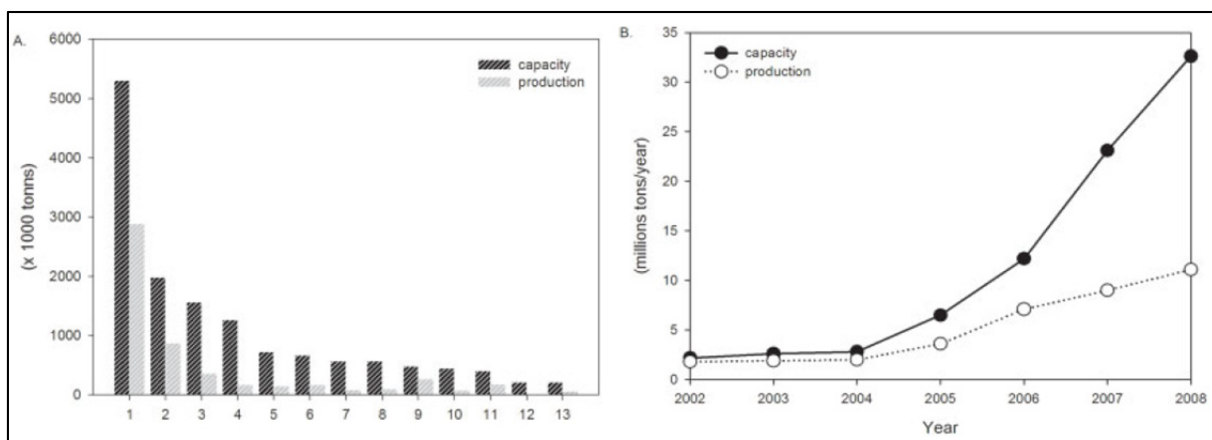 A.
6000
5000
4000
3000
2000
1000
0
(x 1000 tonns)
capacity
production
1 2 3 4 5 6 7 8 9 10 11 12 13
B.
35
30
25
20
15
10
5
0
(millions tons/year)
capacity
production
2002 2003 2004 2005 2006 2007 2008
Year